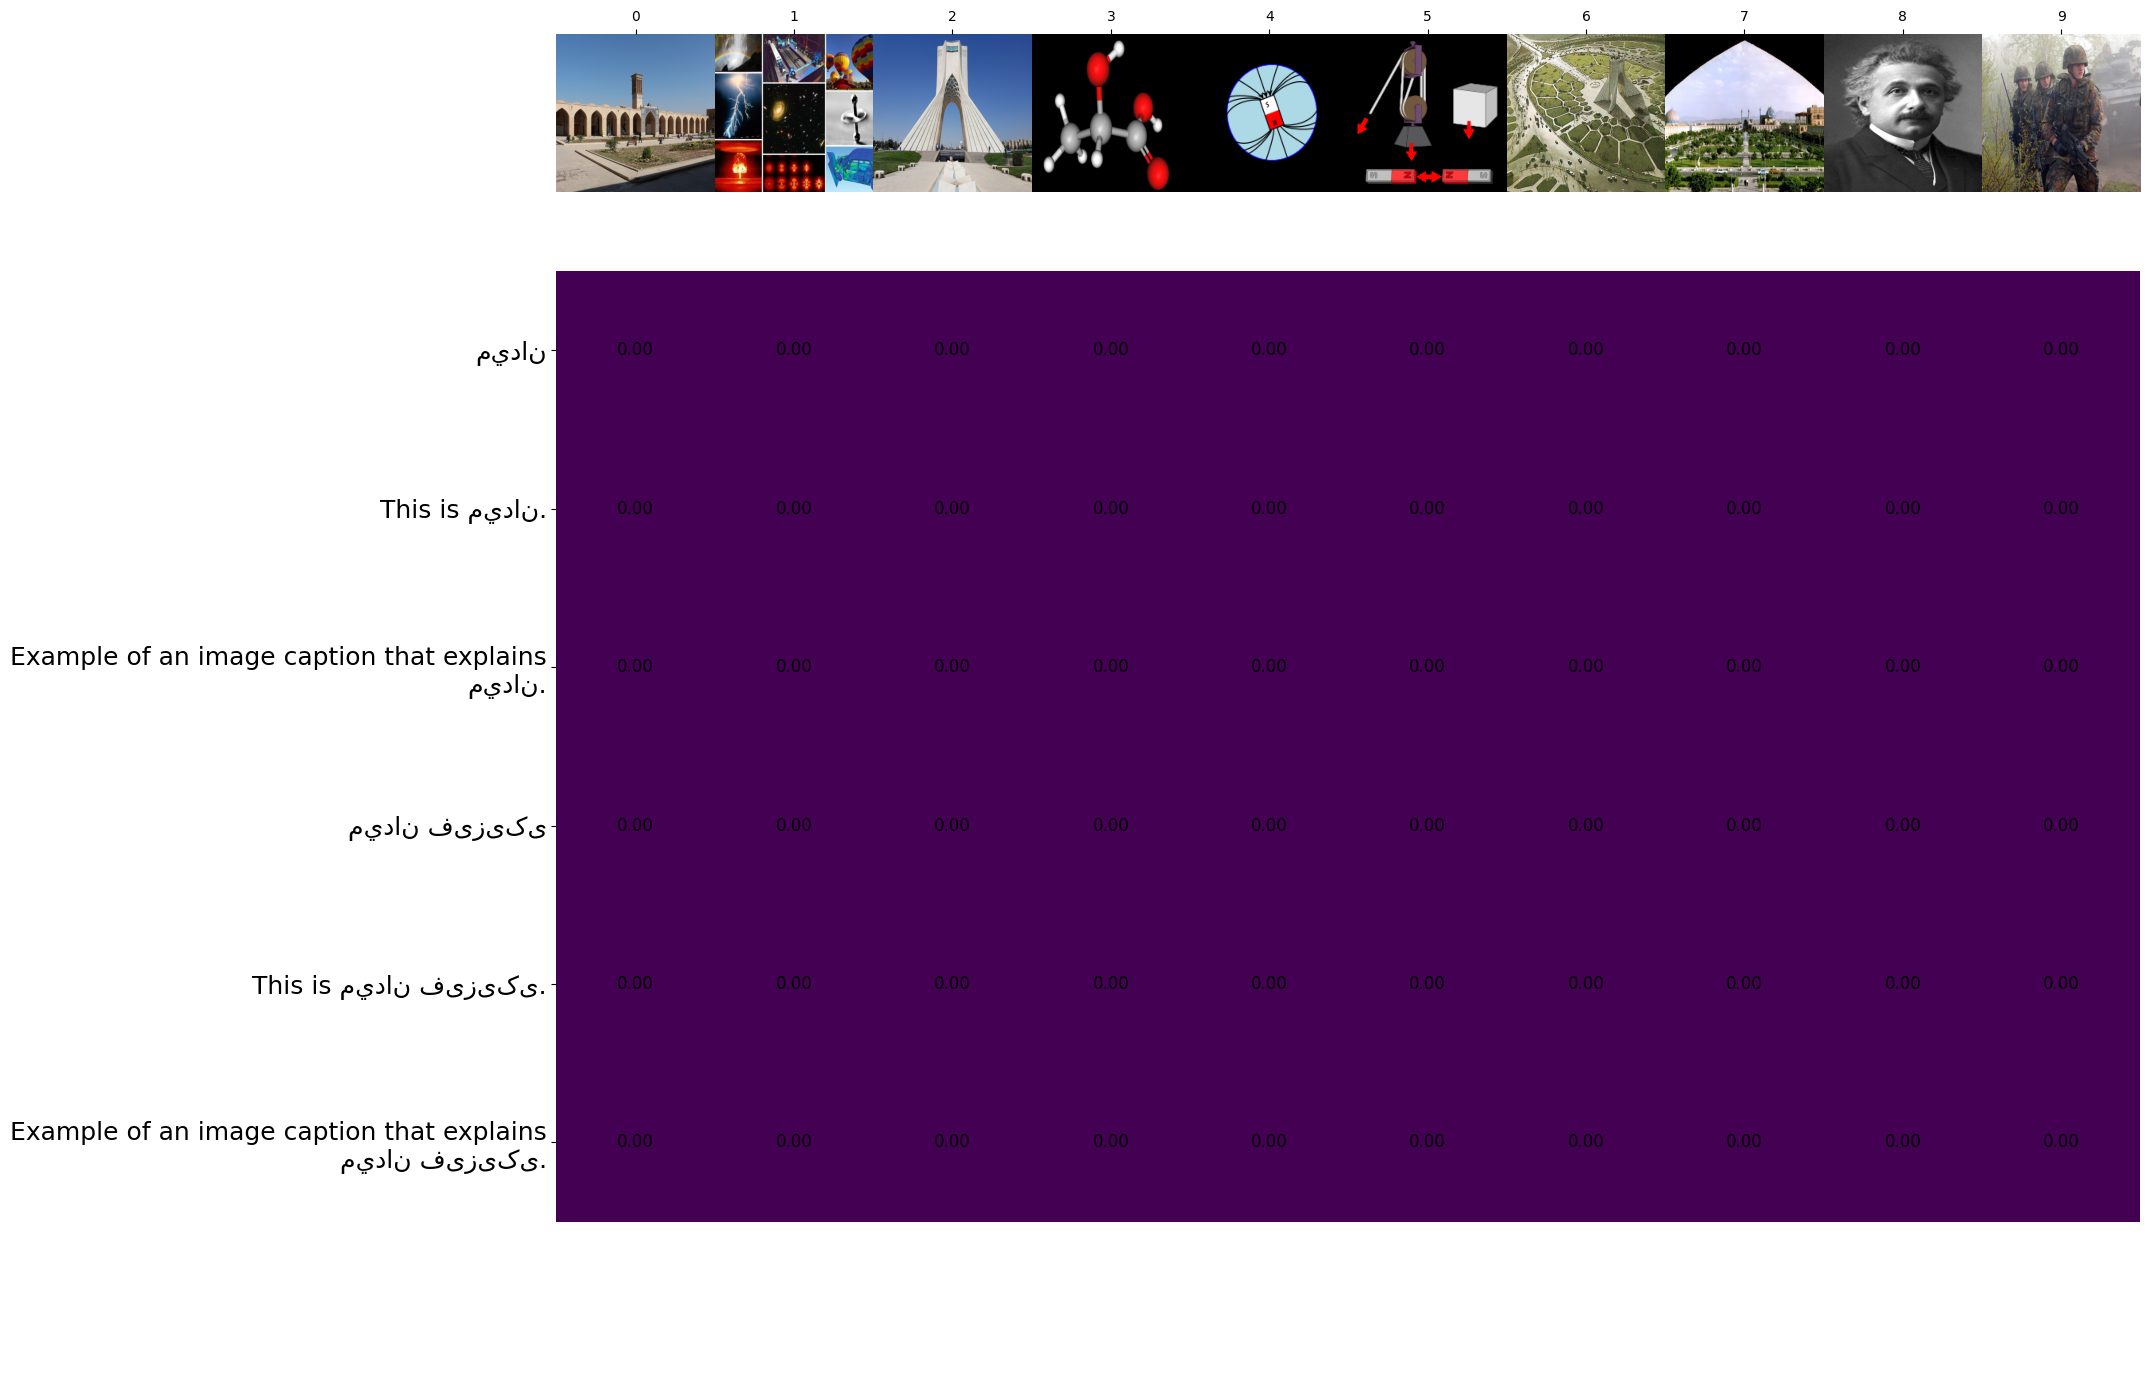 0 1 2 3 4 5 6 7 8 9
S N S N N S
میدان 0.00 0.00 0.00 0.00 0.00 0.00 0.00 0.00 0.00 0.00
This is میدان. 0.00 0.00 0.00 0.00 0.00 0.00 0.00 0.00 0.00 0.00
Example of an image caption that explains
میدان. 0.00 0.00 0.00 0.00 0.00 0.00 0.00 0.00 0.00 0.00
میدان فیزیکی 0.00 0.00 0.00 0.00 0.00 0.00 0.00 0.00 0.00 0.00
This is میدان فیزیکی. 0.00 0.00 0.00 0.00 0.00 0.00 0.00 0.00 0.00 0.00
Example of an image caption that explains
میدان فیزیکی. 0.00 0.00 0.00 0.00 0.00 0.00 0.00 0.00 0.00 0.00